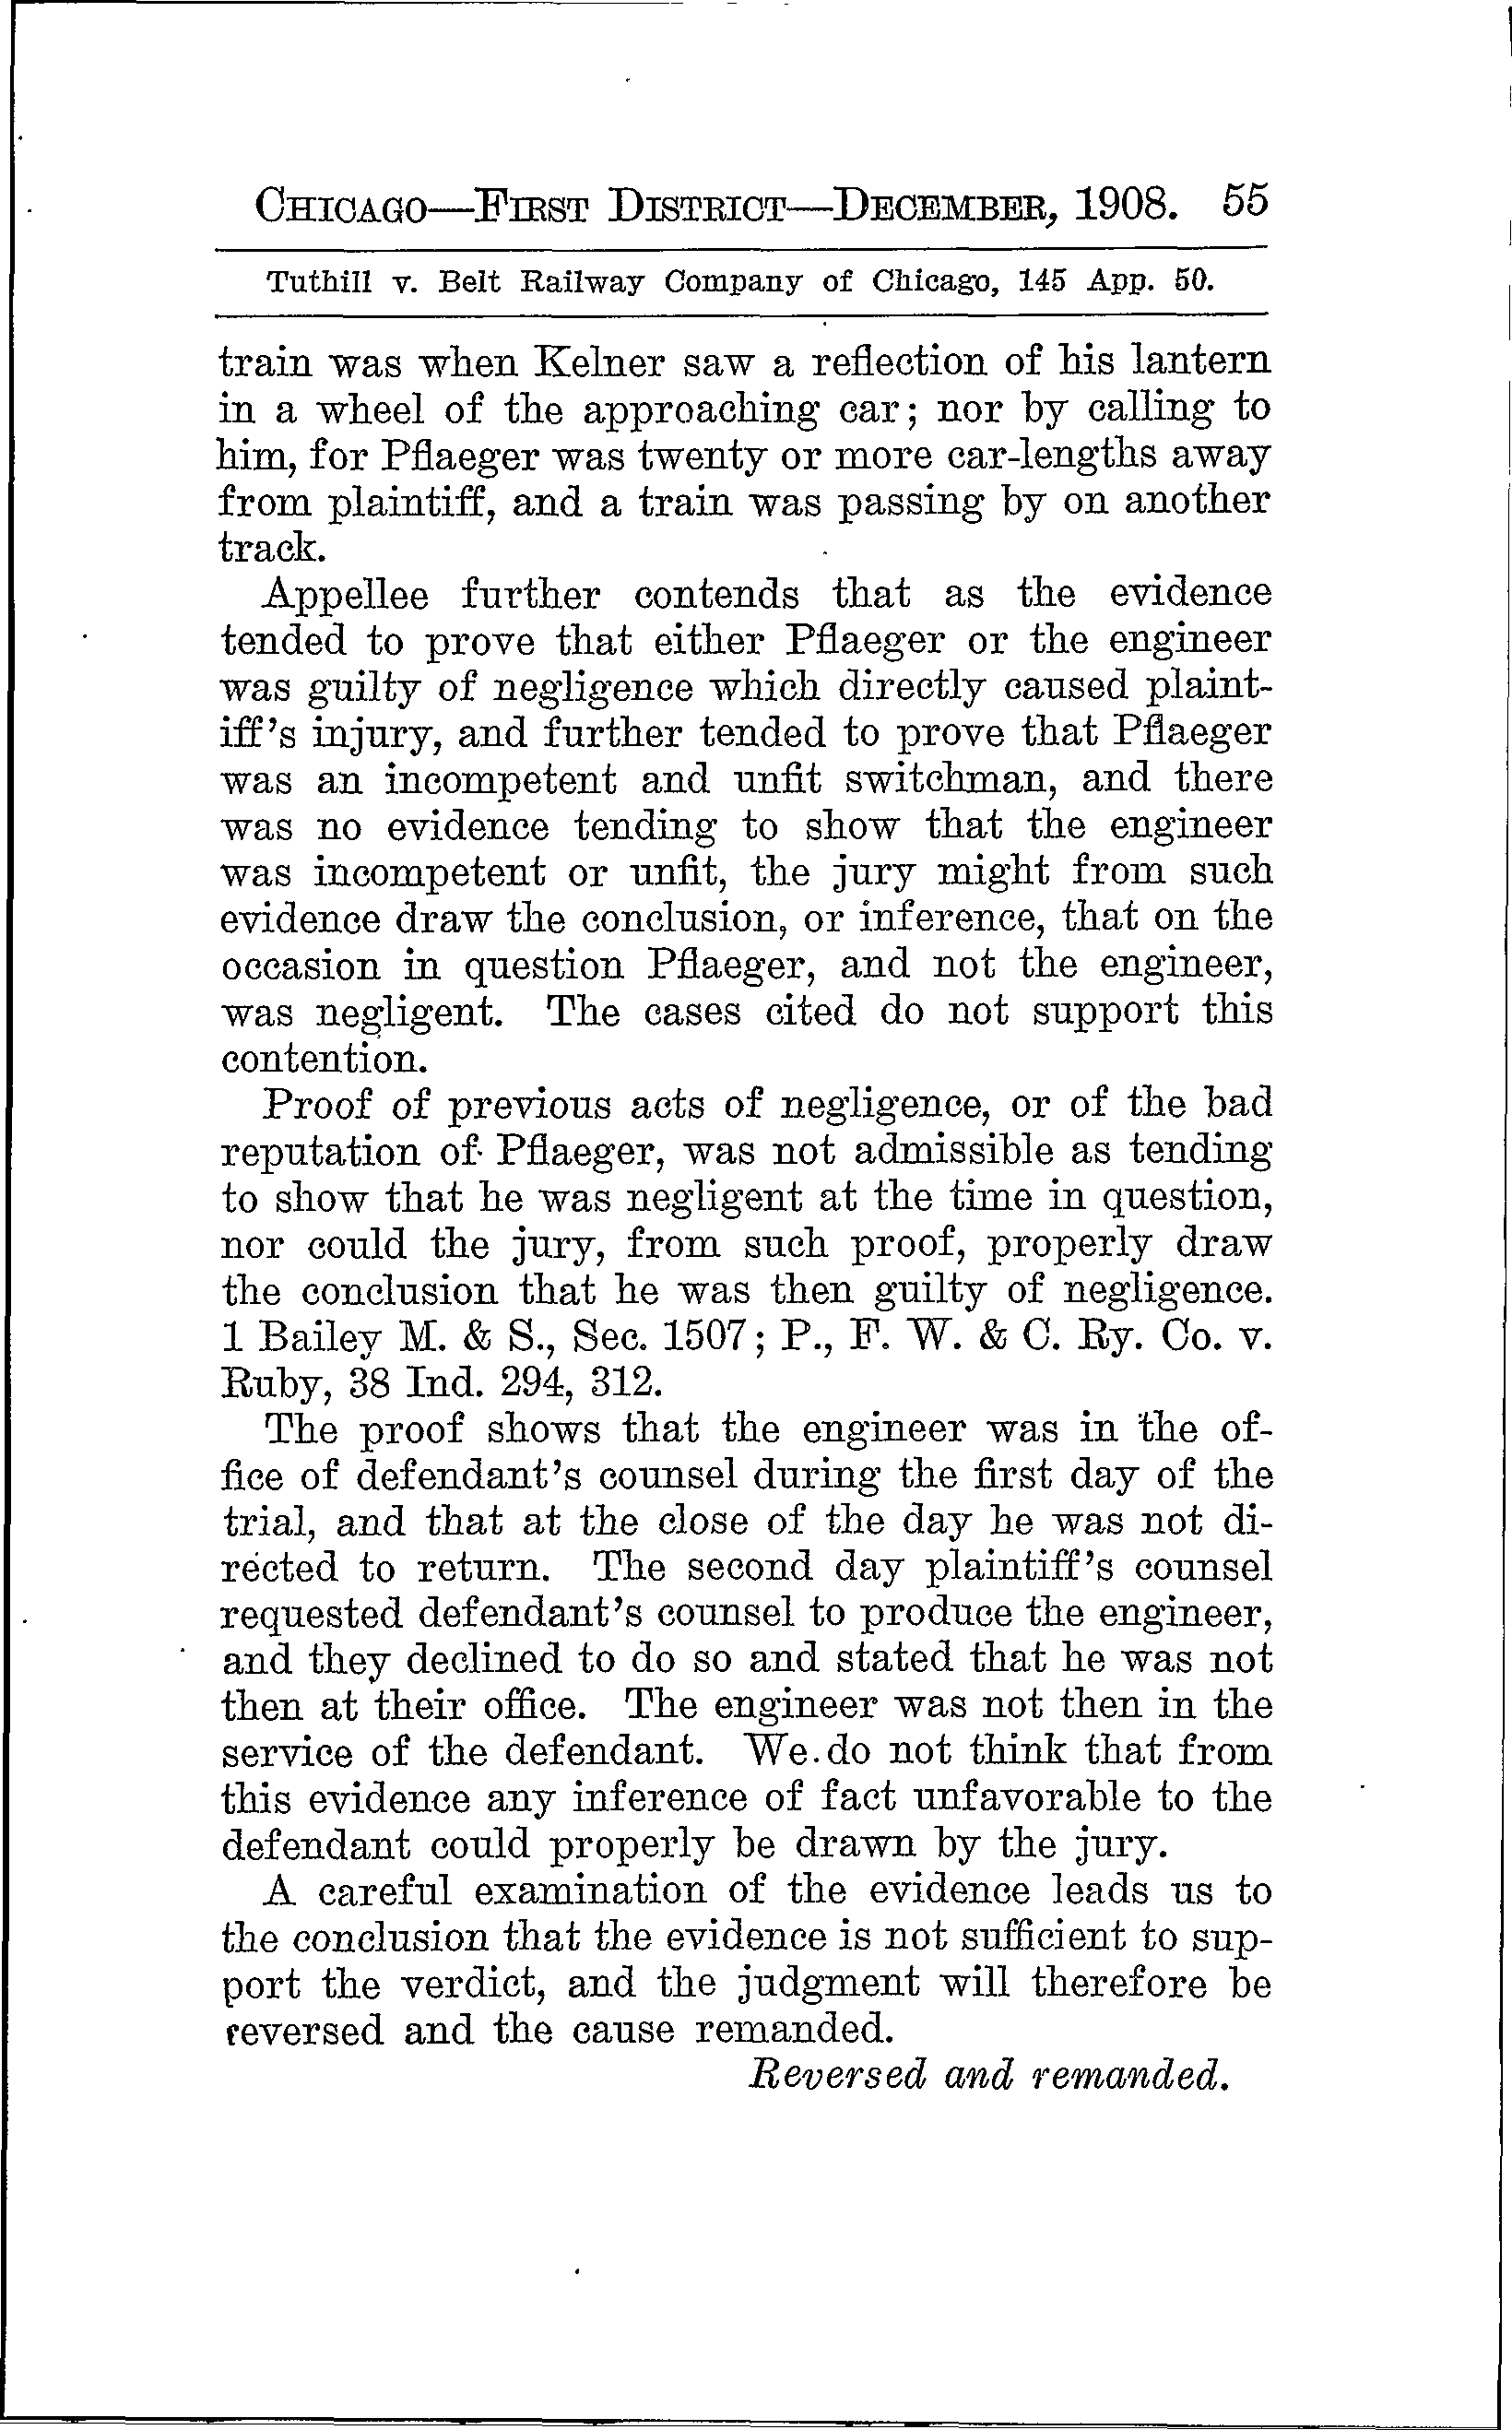 CHICAGO—FIRST DISTRICT—DECEMBER, 1908. 55
Tuthill v. Belt Railway Company of Chicago, 145 App. 50.
train was when Kelner saw a reflection of his lantern
in a wheel of the approaching car; nor by calling to
him, for Pflaeger was twenty or more car-lengths away
from plaintiff, and a train was passing by on another
track.
Appellee further contends that as the evidence
tended to prove that either Pflaeger or the engineer
was guilty of negligence which directly caused plaint-
iff's injury, and further tended to prove that Pflaeger
was an incompetent and unfit switchman, and there
was no evidence tending to show that the engineer
was incompetent or unfit, the jury might from such
evidence draw the conclusion, or inference, that on the
occasion in question Pflaeger, and not the engineer,
was negligent. The cases cited do not support this
contention.
Proof of previous acts of negligence, or of the bad
reputation of Pflaeger, was not admissible as tending
to show that he was negligent at the time in question,
nor could the jury, from such proof, properly draw
the conclusion that he was then guilty of negligence.
1 Bailey M. & S., Sec. 1507; P., F. W. & C. Ry. Co. v.
Ruby, 38 Ind. 294, 312.
The proof shows that the engineer was in the of-
fice of defendant's counsel during the first day of the
trial, and that at the close of the day he was not di-
rected to return. The second day plaintiff's counsel
requested defendant's counsel to produce the engineer,
and they declined to do so and stated that he was not
then at their office. The engineer was not then in the
service of the defendant. We do not think that from
this evidence any inference of fact unfavorable to the
defendant could properly be drawn by the jury.
A careful examination of the evidence leads us to
the conclusion that the evidence is not sufficient to sup-
port the verdict, and the judgment will therefore be
reversed and the cause remanded.
Reversed and remanded.